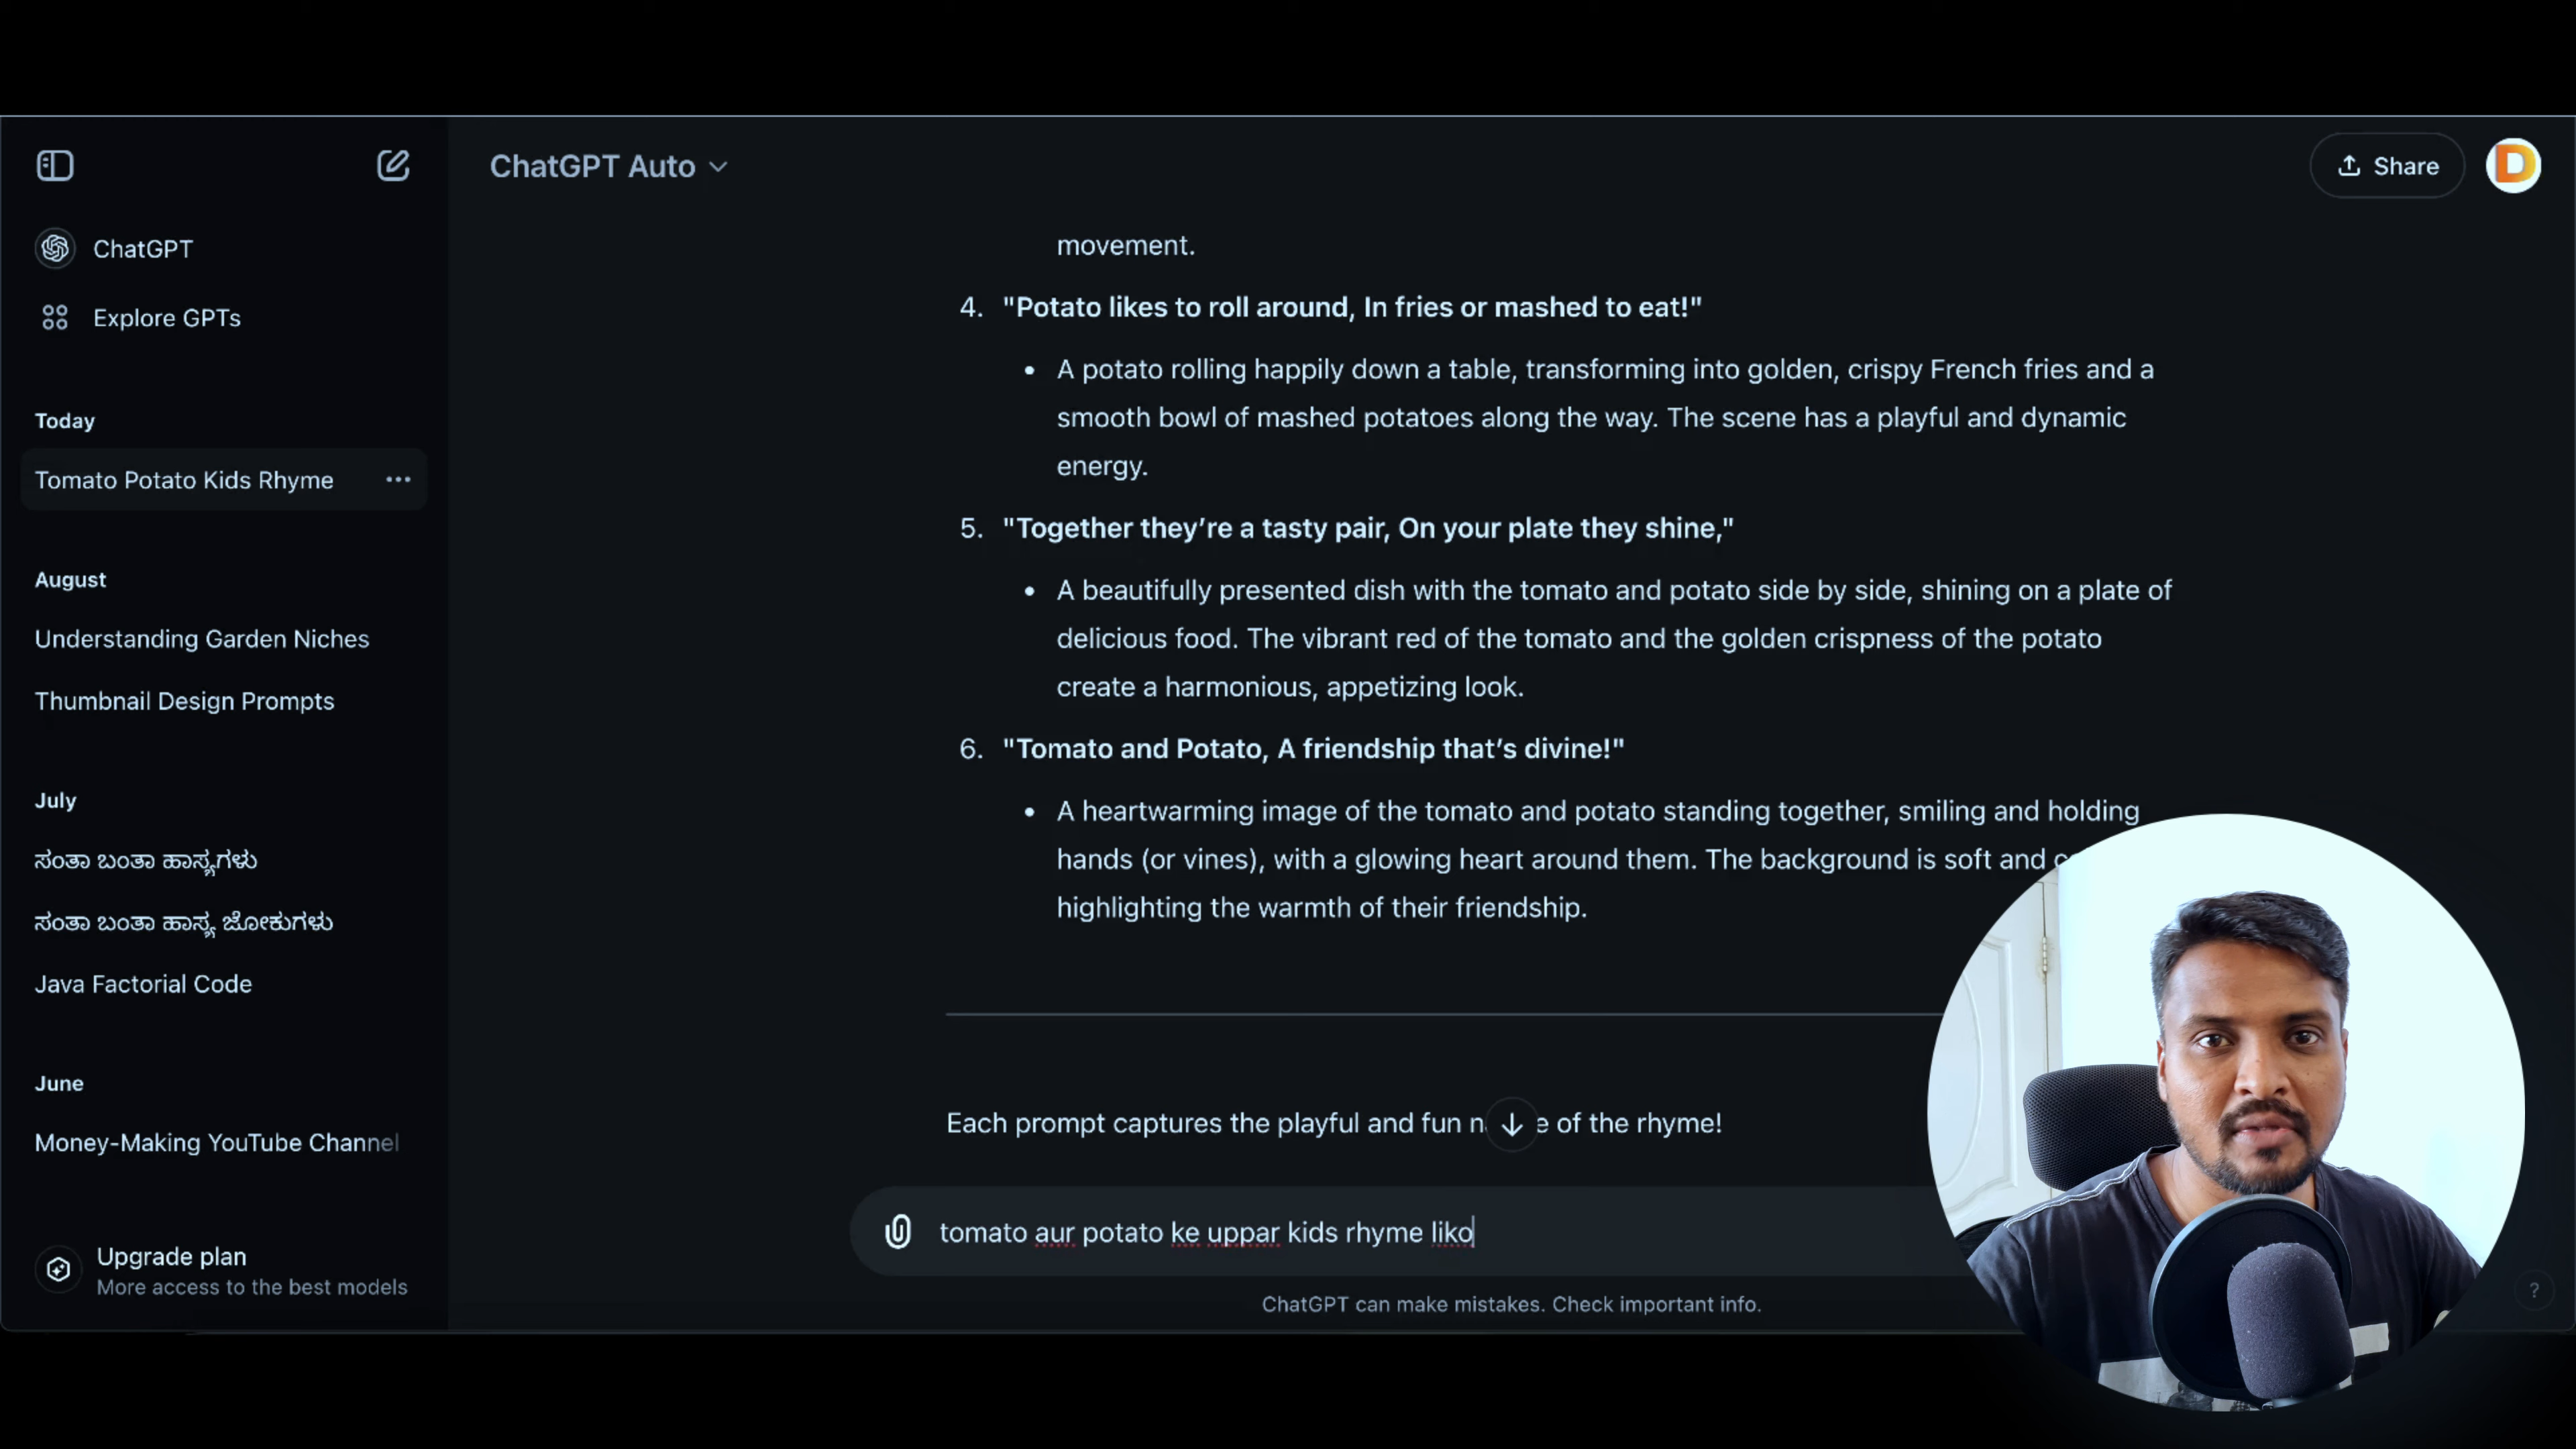 ChatGPT
Explore GPTs
Today
Tomato Potato Kids Rhyme
August
Understanding Garden Niches
Thumbnail Design Prompts
July
ಸಂತಾ ಬಂತಾ ಹಾಸ್ಯಗಳು
ಸಂತಾ ಬಂತಾ ಹಾಸ್ಯ ಜೋಕುಗಳು
Java Factorial Code
June
Money-Making YouTube Channel
Upgrade plan
More access to the best models
ChatGPT Auto
Share
D
movement.
4. "Potato likes to roll around, In fries or mashed to eat!"
• A potato rolling happily down a table, transforming into golden, crispy French fries and a
smooth bowl of mashed potatoes along the way. The scene has a playful and dynamic
energy.
5. "Together they’re a tasty pair, On your plate they shine,"
• A beautifully presented dish with the tomato and potato side by side, shining on a plate of
delicious food. The vibrant red of the tomato and the golden crispness of the potato
create a harmonious, appetizing look.
6. "Tomato and Potato, A friendship that’s divine!"
• A heartwarming image of the tomato and potato standing together, smiling and holding
hands (or vines), with a glowing heart around them. The background is soft and
highlighting the warmth of their friendship.
Each prompt captures the playful and fun of the rhyme!
tomato aur potato ke uppar kids rhyme liko
ChatGPT can make mistakes. Check important info.
?